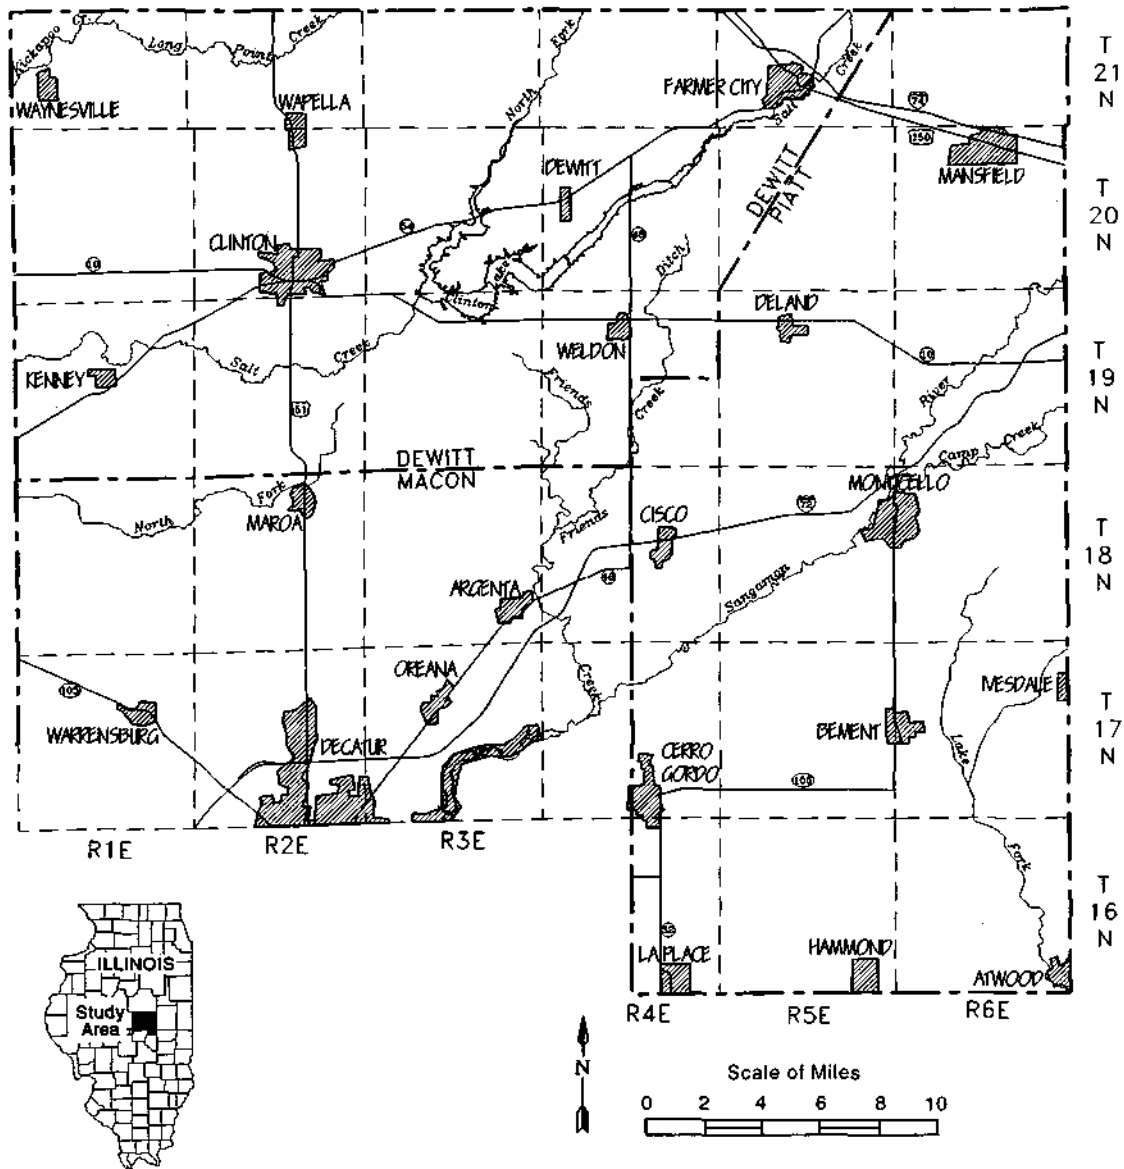 Kickapoo Cr.
Long Point Creek
North Fork
T
21
N
WAYNESVILLE
WAPELLA
FARMER CITY
Salt Creek
74
150
MANSFIELD
DEWITT
DEWITT
PIATT
T
20
N
CLINTON
54
10
48
Ditch
Clinton Lake
DELAND
WELDON
10
Salt Creek
KENNEY
T
19
N
Friends
Creek
River
51
DEWITT
MACON
Camp Creek
MONTICELLO
North Fork
MAROA
CISCO
72
Friends
T
18
N
ARGENTA
48
Sangamon
OREANA
Creek
IVESDALE
WARRENSBURG
BEMENT
T
17
N
DECATUR
CERRO
GORDO
Lake
R1E
R2E
R3E
Fork
T
16
N
ILLINOIS
Study
Area
LA PLACE
HAMMOND
ATWOOD
R4E
R5E
R6E
N
Scale of Miles
0 2 4 6 8 10